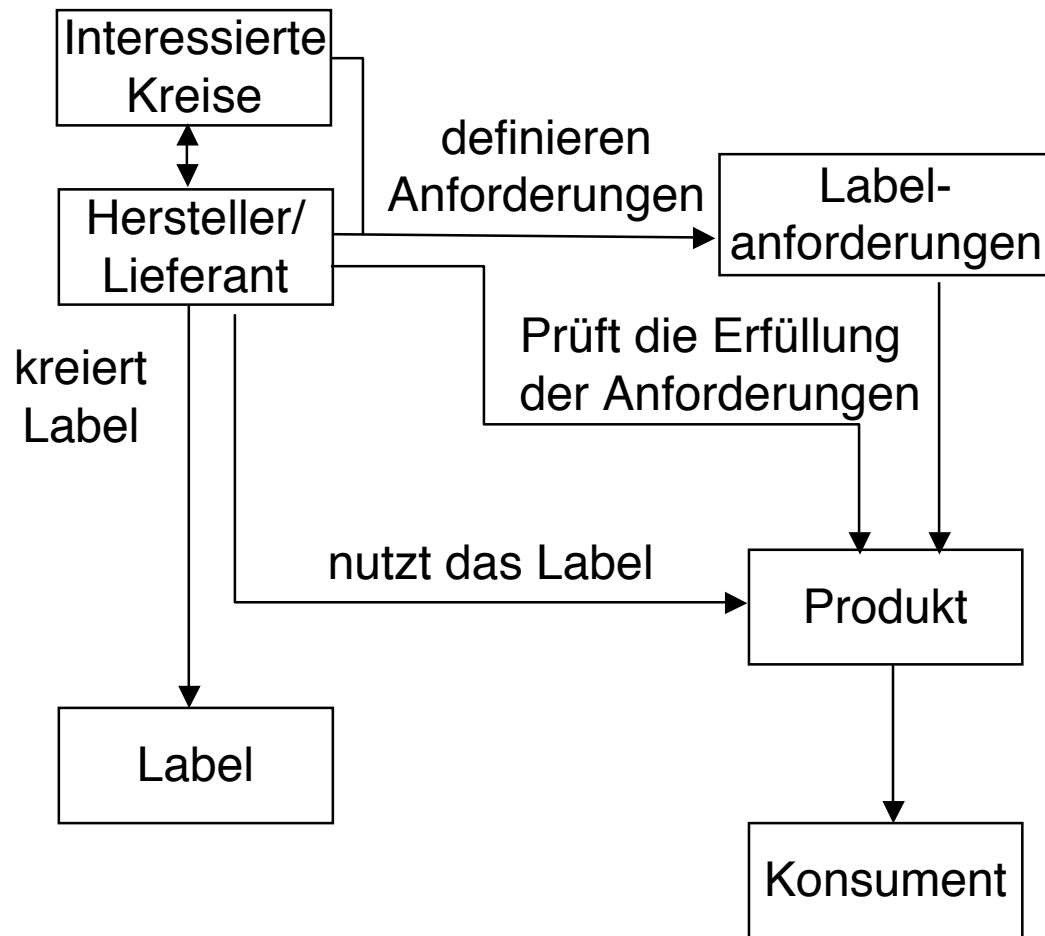 Interessierte
Kreise
definieren
Anforderungen
Label-
anforderungen
Hersteller/
Lieferant
Prüft die Erfüllung
der Anforderungen
kreiert
Label
nutzt das Label
Produkt
Label
Konsument